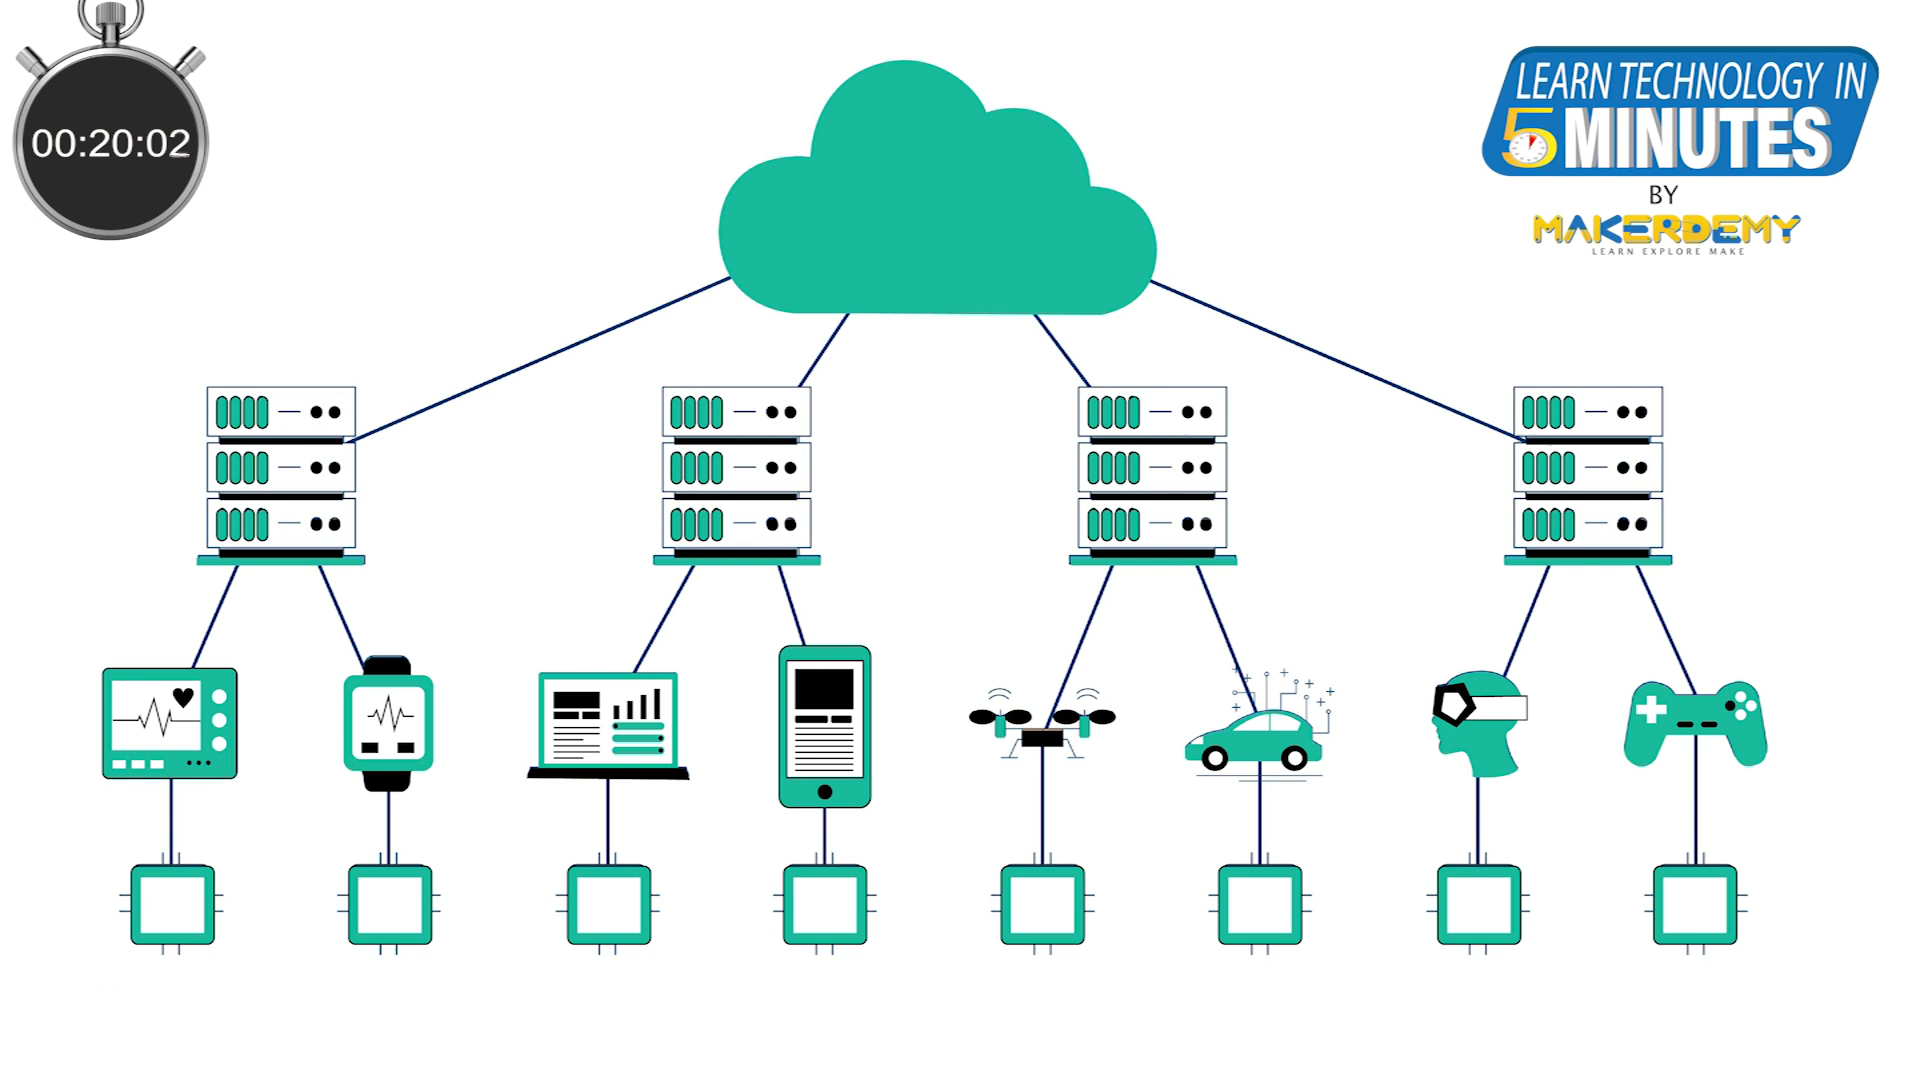 00:20:02
LEARN TECHNOLOGY IN
5 MINUTES
BY
MAKERDEMY
LEARN EXPLORE MAKE